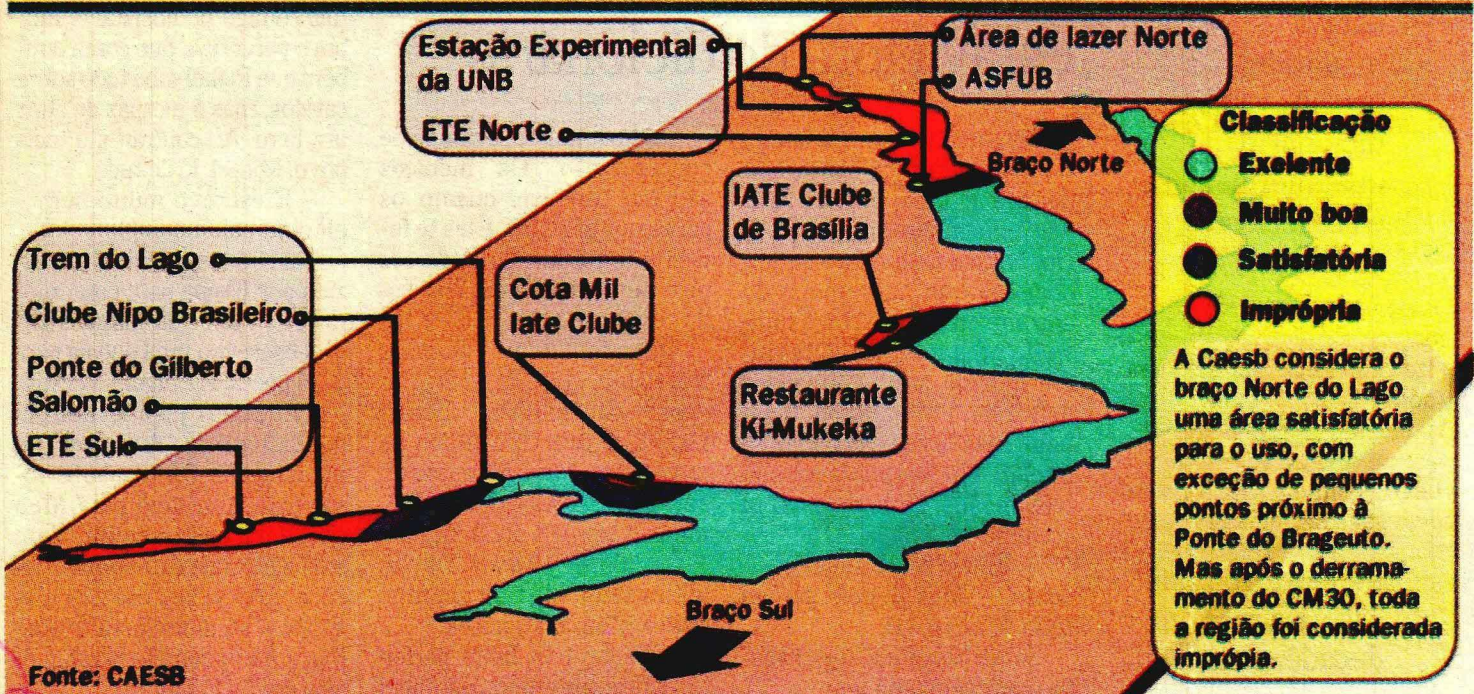 Estação Experimental
da UNB
ETE Norte
Área de lazer Norte
ASFUB
Braço Norte
IATE Clube
de Brasília
Trem do Lago
Clube Nipo Brasileiro
Ponte do Gilberto
Salomão
ETE Sul
Cota Mil
Iate Clube
Restaurante
Ki-Mukeka
Braço Sul
Fonte: CAESB
Classificação
Exelente
Muito boa
Satisfatória
Imprópria
A Caesb considera o
braço Norte do Lago
uma área satisfatória
para o uso, com
exceção de pequenos
pontos próximo à
Ponte do Brageuto.
Mas após o derrama-
mento do CM30, toda
a região foi considerada
imprópia.